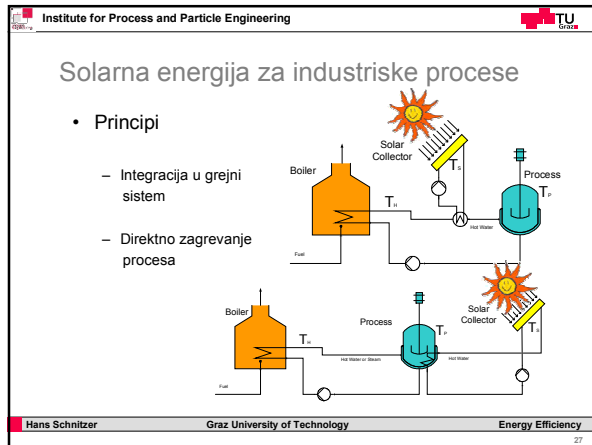 Institute for Process and Particle Engineering
TU
Graz
Solarna energija za industriske procese
• Principi
– Integracija u grejni
sistem
– Direktno zagrevanje
procesa
Solar
Collector
Boiler
T S
Process
T P
T H
Hot Water
Fuel
Boiler
Process
Solar
Collector
T H
T P
T S
Hot Water or Steam
Hot Water
Fuel
Hans Schnitzer
Graz University of Technology
Energy Efficiency
27